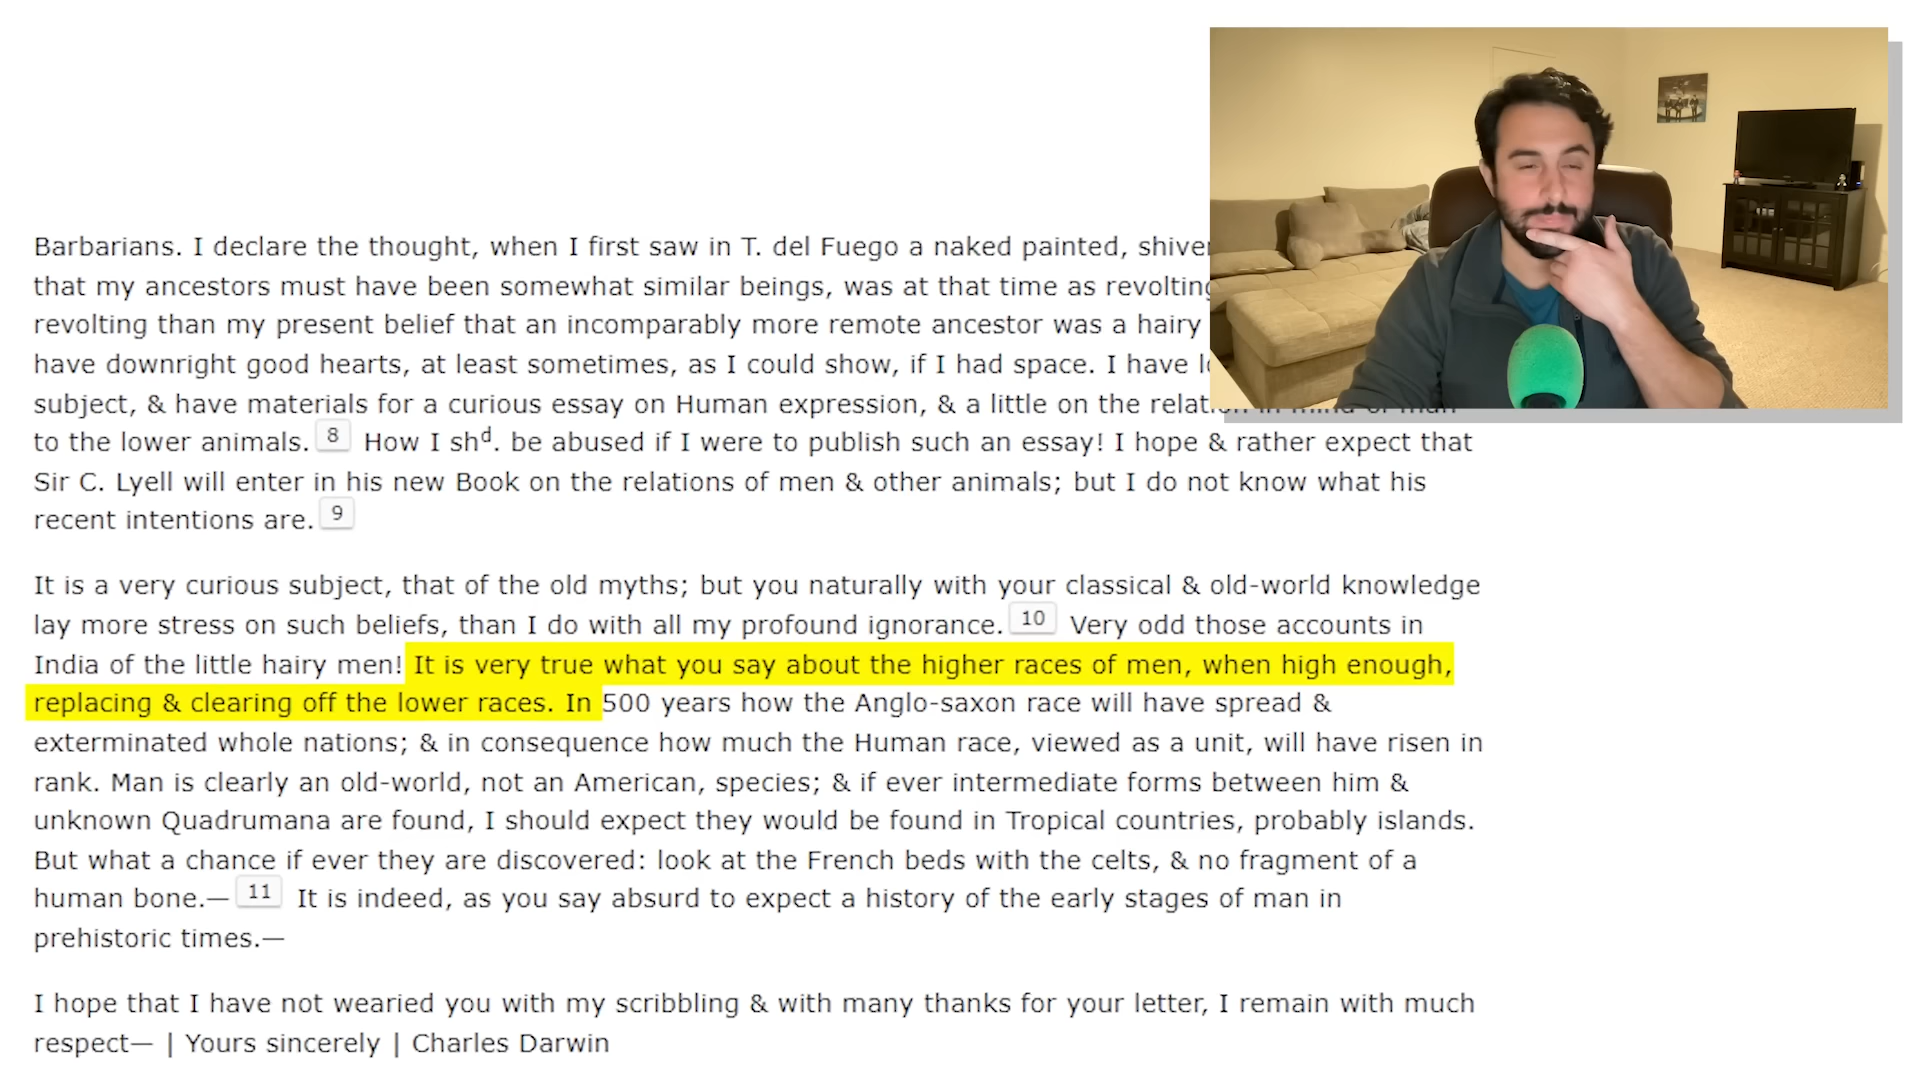 Barbarians. I declare the thought, when I first saw in T. del Fuego a naked painted,
that my ancestors must have been somewhat similar beings, was at that time as revolting
revolting than my present belief that an incomparably more remote ancestor was a hairy
have downright good hearts, at least sometimes, as I could show, if I had space. I have
subject, & have materials for a curious essay on Human expression, & a little on the
to the lower animals. 8 How I shd. be abused if I were to publish such an essay! I hope & rather expect that
Sir C. Lyell will enter in his new Book on the relations of men & other animals; but I do not know what his
recent intentions are. 9
It is a very curious subject, that of the old myths; but you naturally with your classical & old-world knowledge
lay more stress on such beliefs, than I do with all my profound ignorance. 10 Very odd those accounts in
India of the little hairy men! It is very true what you say about the higher races of men, when high enough,
replacing & clearing off the lower races. In 500 years how the Anglo-saxon race will have spread &
exterminated whole nations; & in consequence how much the Human race, viewed as a unit, will have risen in
rank. Man is clearly an old-world, not an American, species; & if ever intermediate forms between him &
unknown Quadrumana are found, I should expect they would be found in Tropical countries, probably islands.
But what a chance if ever they are discovered: look at the French beds with the celts, & no fragment of a
human bone.— 11 It is indeed, as you say absurd to expect a history of the early stages of man in
prehistoric times.—
I hope that I have not wearied you with my scribbling & with many thanks for your letter, I remain with much
respect— | Yours sincerely | Charles Darwin